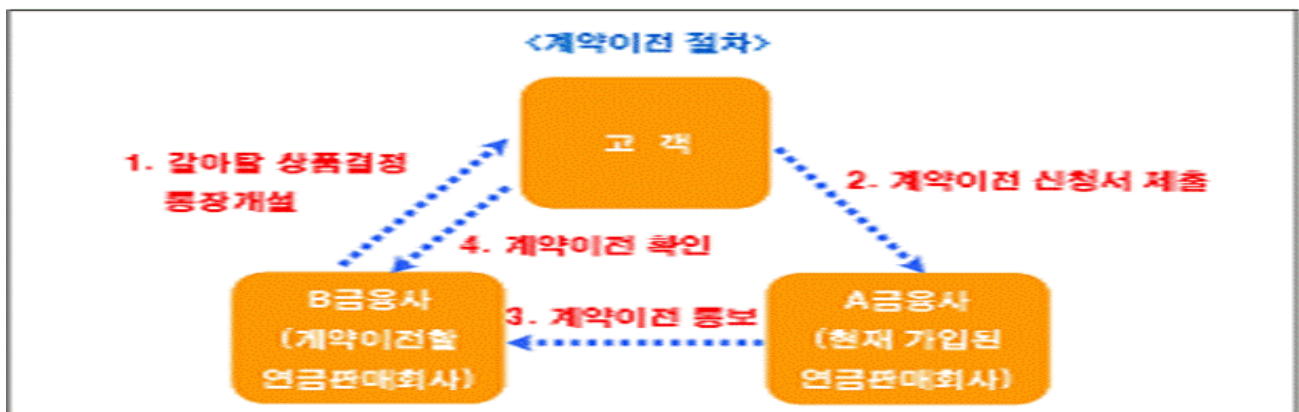 <계약이전 절차>
고 객
1. 갈아탈 상품결정
통장개설
2. 계약이전 신청서 제출
4. 계약이전 확인
B금융사
(계약이전할
연금판매회사)
3. 계약이전 통보
A금융사
(현재 가입된
연금판매회사)